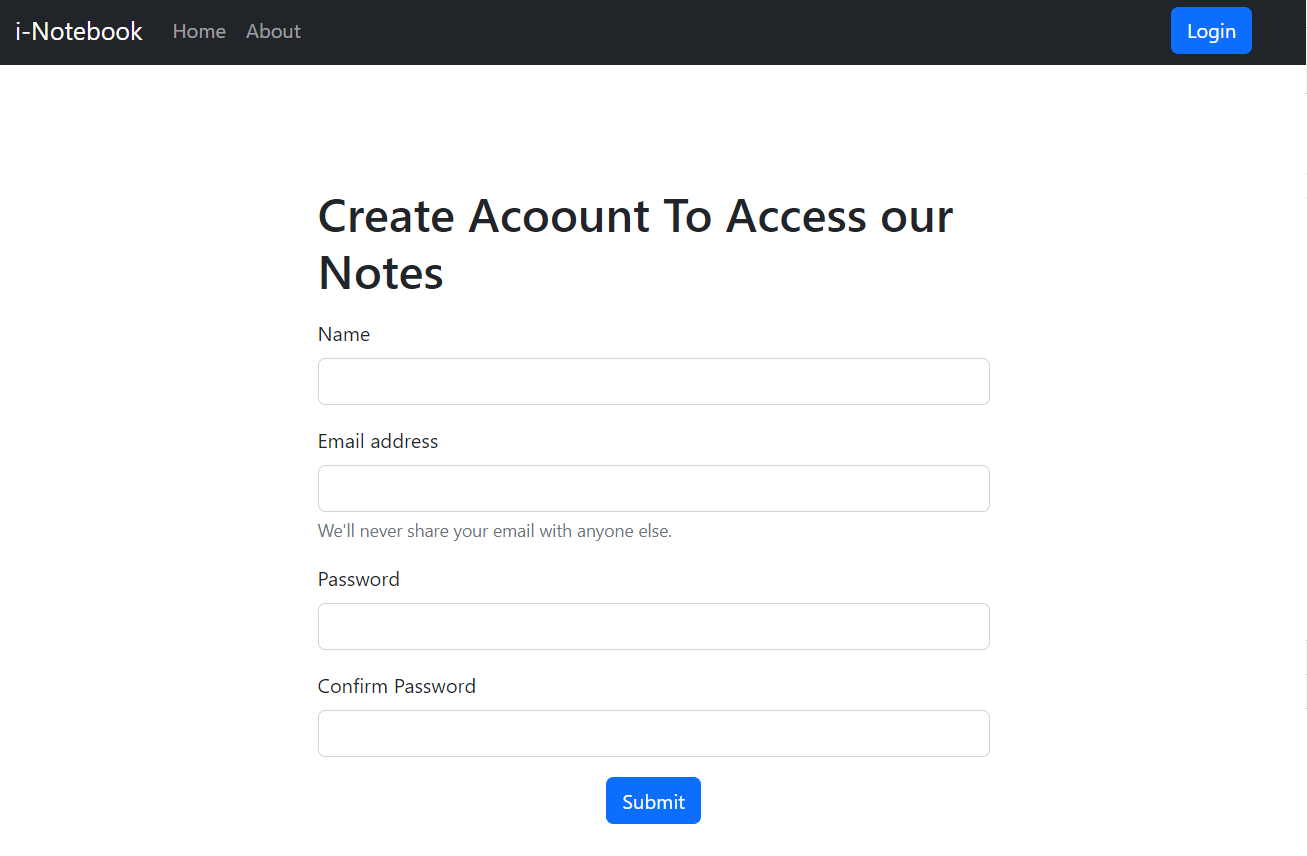 i-Notebook Home About Login
Create Acoount To Access our
Notes
Name
Email address
We'll never share your email with anyone else.
Password
Confirm Password
Submit